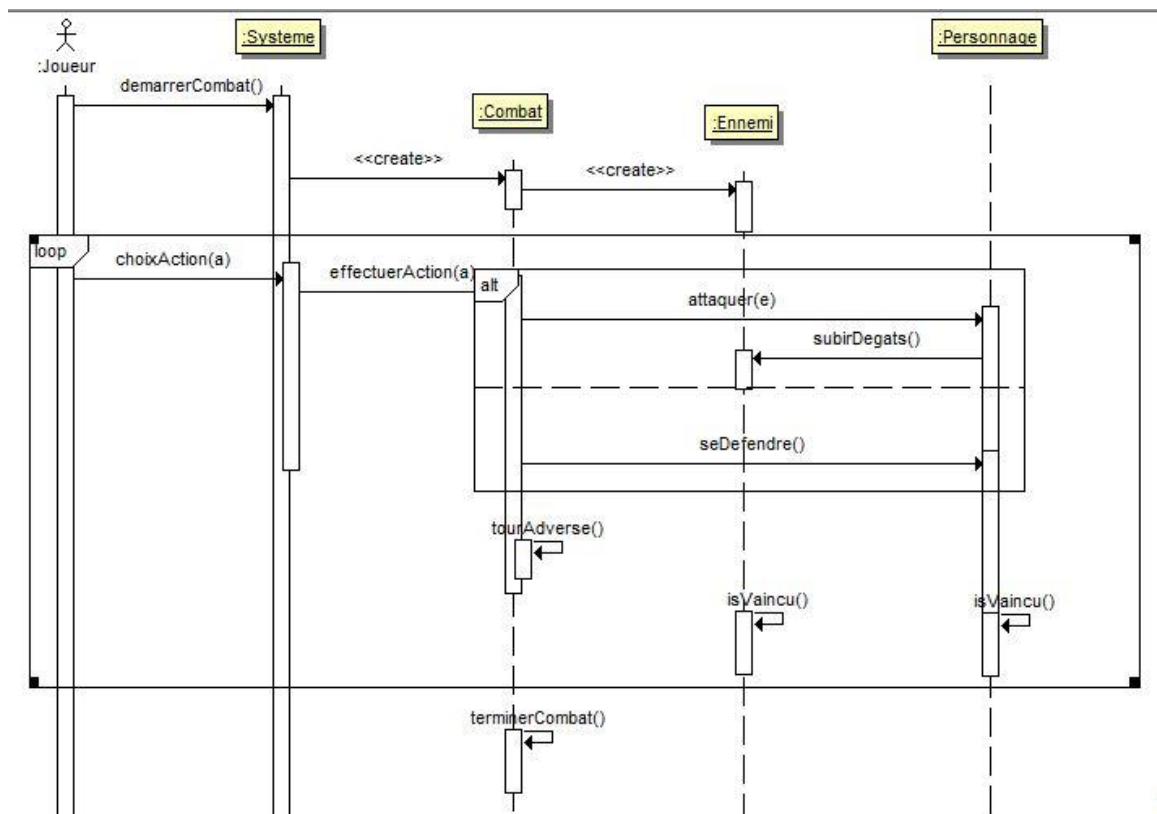 :Joueur
:Systeme
:Personnage
demarrerCombat()
:Combat
:Ennemi
<<create>>
<<create>>
loop
choixAction(a)
effectuerAction(a)
alt
attaquer(e)
subirDegats()
seDefendre()
tourAdverse()
isVaincu()
isVaincu()
terminerCombat()